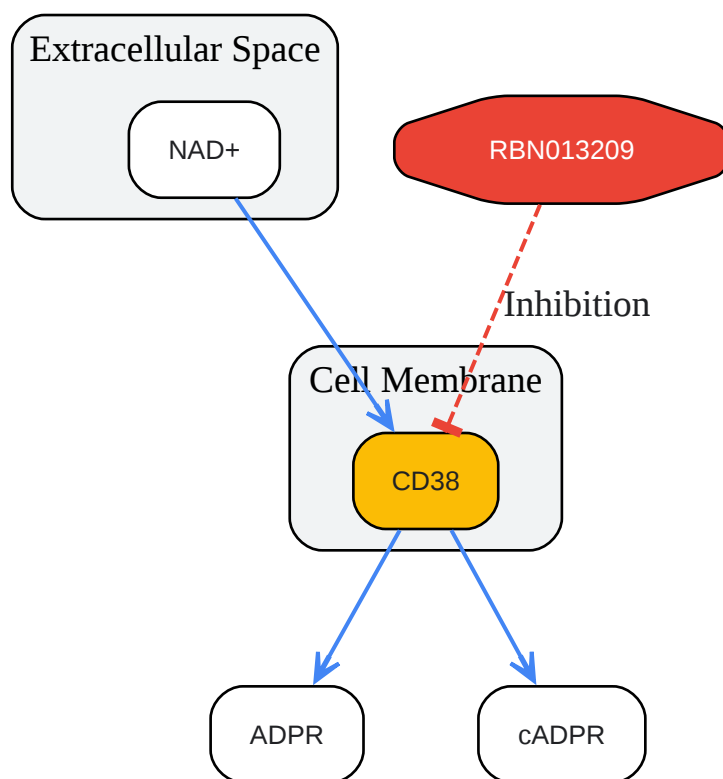 Extracellular Space
NAD+
RBN013209
Inhibition
Cell Membrane
CD38
ADPR
cADPR